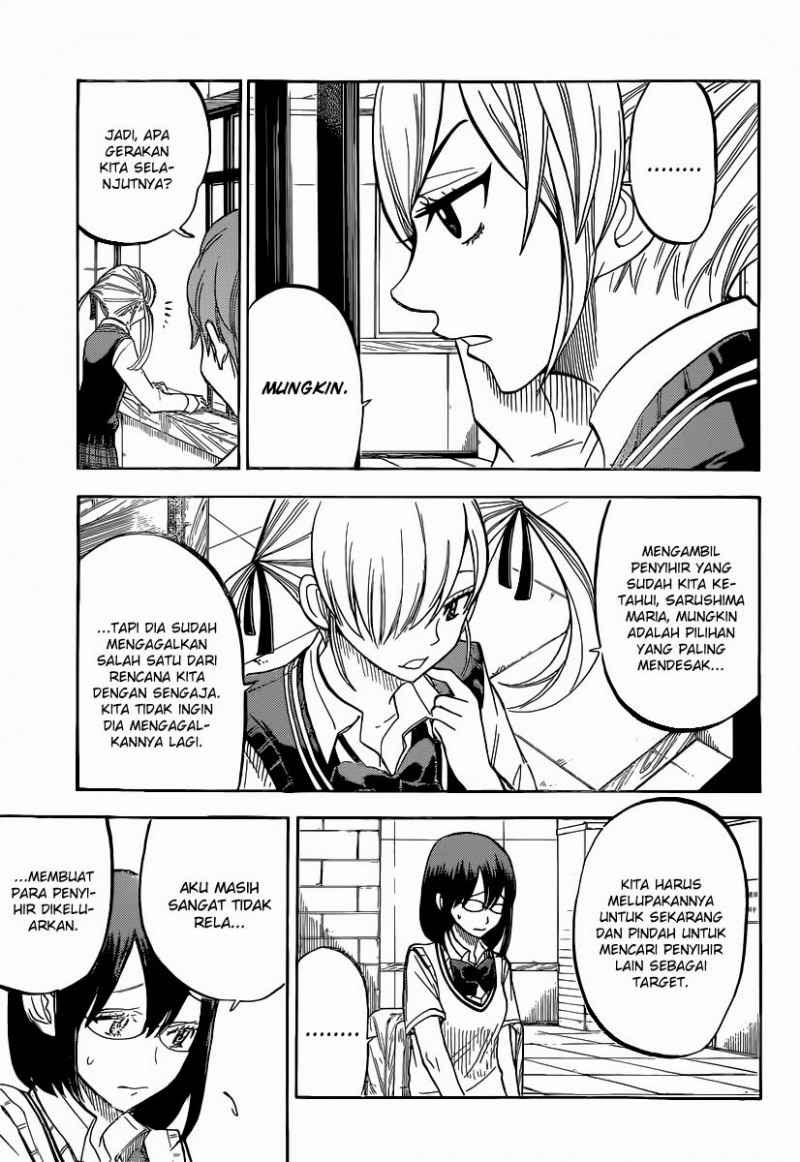 ........
MUNGKIN.
JADI, APA
GERAKAN
KITA SELA-
NJUTNYA?
MENGAMBIL
PENYIHIR YANG
SUDAH KITA KE-
TAHUI, SARUSHIMA
MARIA, MUNGKIN
ADALAH PILIHAN
YANG PALING
MENDESAK...
...TAPI DIA SUDAH
MENGAGALKAN
SALAH SATU DARI
RENCANA KITA
DENGAN SENGAJA.
KITA TIDAK INGIN
DIA MENGAGAL-
KANNYA LAGI.
KITA HARUS
MELUPAKANNYA
UNTUK SEKARANG
DAN PINDAH UNTUK
MENCARI PENYIHIR
LAIN SEBAGAI
TARGET.
........
AKU MASIH
SANGAT TIDAK
RELA...
...MEMBUAT
PARA PENYI-
HIR DIKELU-
ARKAN.